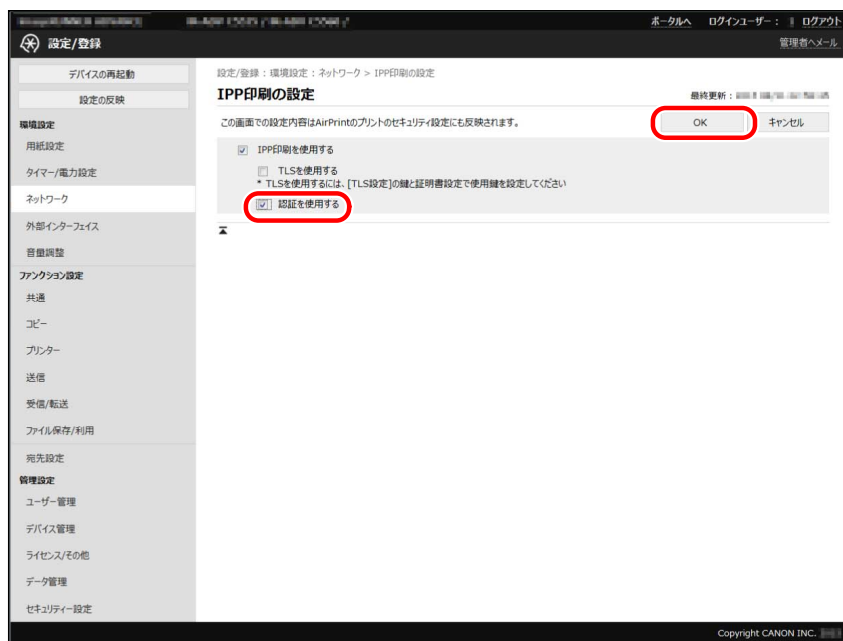 ポータルへ ログインユーザー： ログアウト
設定/登録 管理者へメール
デバイスの再起動
設定の反映
環境設定
用紙設定
タイマー/電力設定
ネットワーク
外部インターフェイス
音量調整
ファンクション設定
共通
コピー
プリンター
送信
受信/転送
ファイル保存/利用
宛先設定
管理設定
ユーザー管理
デバイス管理
ライセンス/その他
データ管理
セキュリティー設定
設定/登録：環境設定：ネットワーク > IPP印刷の設定
IPP印刷の設定
最終更新：
この画面での設定内容はAirPrintのプリントのセキュリティ設定にも反映されます。
OK キャンセル
IPP印刷を使用する
TLSを使用する
* TLSを使用するには、[TLS設定]の鍵と証明書設定で使用鍵を設定してください
認証を使用する
Copyright CANON INC.